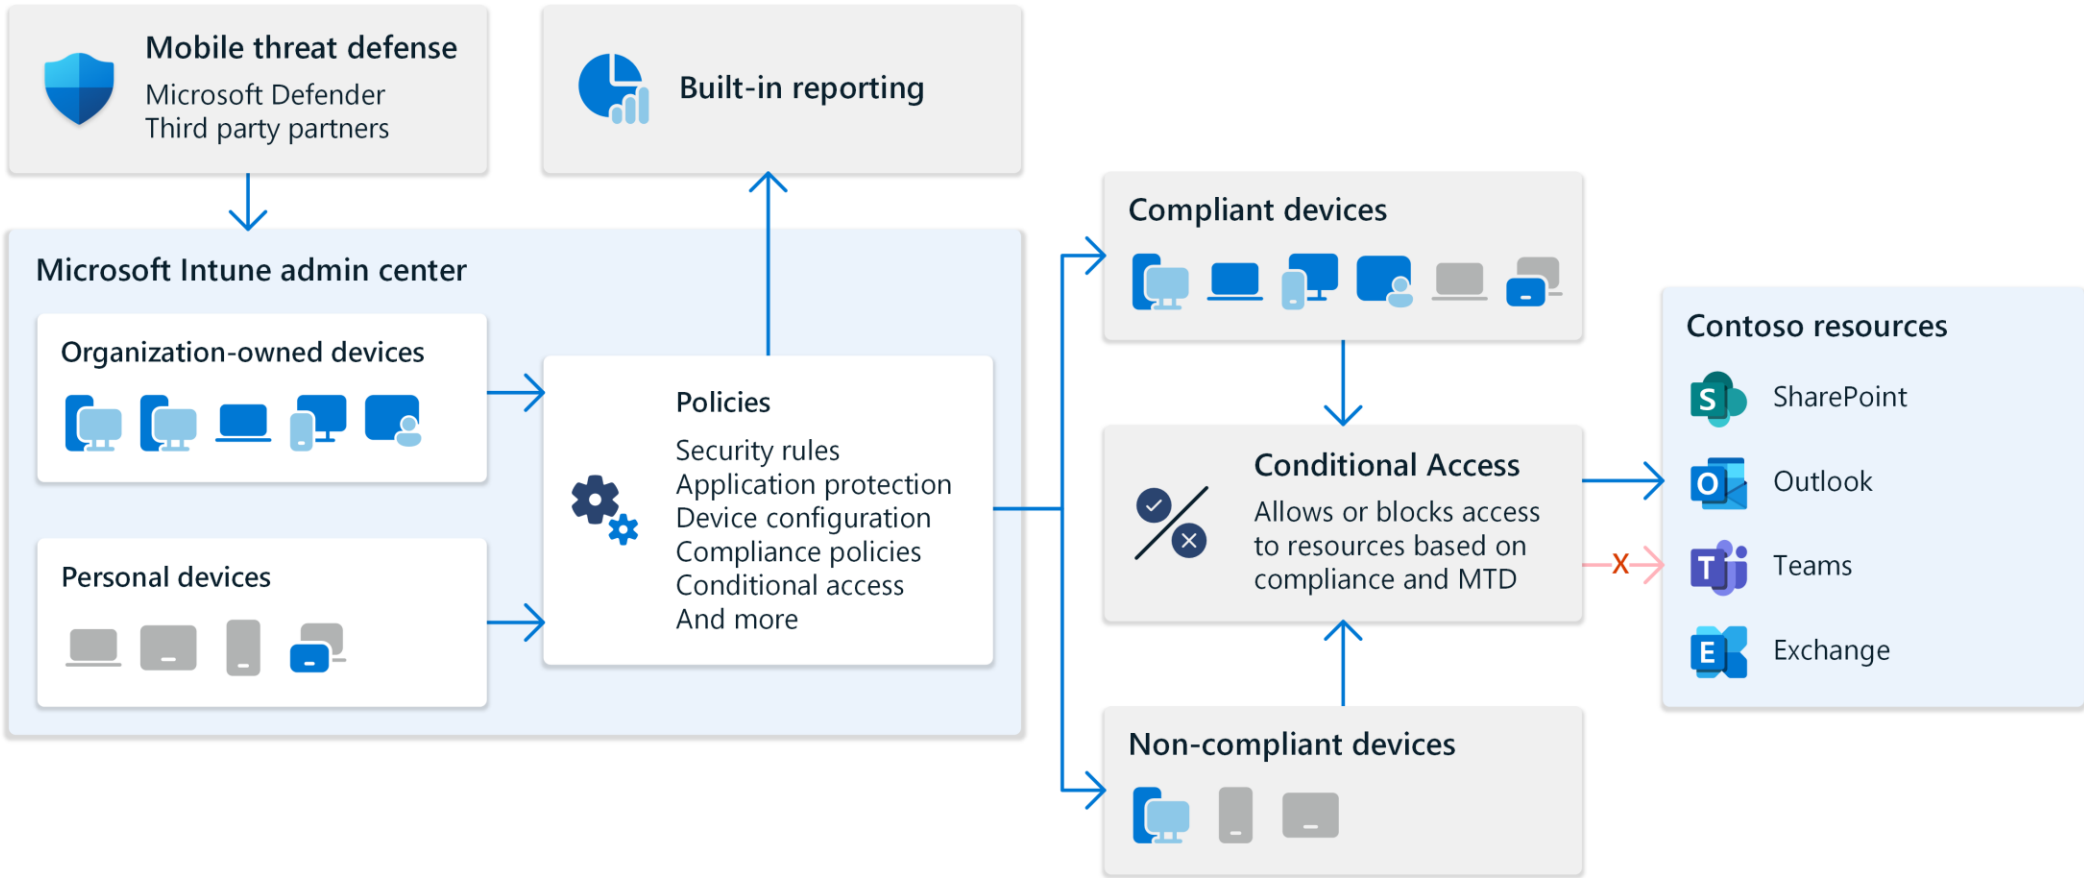 Mobile threat defense
Microsoft Defender
Third party partners
Built-in reporting
Microsoft Intune admin center
Organization-owned devices
Personal devices
Policies
Security rules
Application protection
Device configuration
Compliance policies
Conditional access
And more
Compliant devices
Conditional Access
Allows or blocks access
to resources based on
compliance and MTD
Non-compliant devices
X
Contoso resources
S SharePoint
O Outlook
T Teams
E Exchange